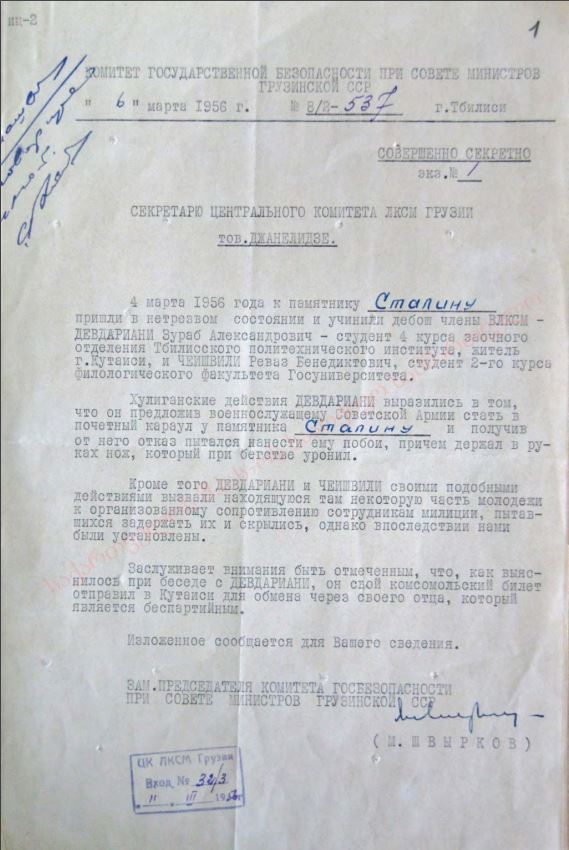 ИЦ-2
1
КОМИТЕТ ГОСУДАРСТВЕННОЙ БЕЗОПАСНОСТИ ПРИ СОВЕТЕ МИНИСТРОВ
ГРУЗИНСКОЙ ССР
" 6 " марта 1956 г. № 8/2-537 г.Тбилиси
СОВЕРШЕННО СЕКРЕТНО
экз.№ 1
СЕКРЕТАРЮ ЦЕНТРАЛЬНОГО КОМИТЕТА ЛКСМ ГРУЗИИ
тов.ДЖАНЕЛИДЗЕ.
4 марта 1956 года к памятнику Сталину
пришли в нетрезвом состоянии и учинили дебош члены ВЛКСМ -
ДЕВДАРИАНИ Зураб Александрович - студент 4 курса заочного
отделения Тбилисского политехнического института, житель
г.Кутаиси, и ЧЕИШВИЛИ Реваз Бенедиктович, студент 2-го курса
филологического факультета Госуниверситета.
Хулиганские действия ДЕВДАРИАНИ выразились в том,
что он предложив военнослужащему Советской Армии стать в
почетный караул у памятника Сталину и получив
от него отказ пытался нанести ему побои, причем держал в ру-
ках нож, который при бегстве уронил.
Кроме того ДЕВДАРИАНИ и ЧЕИШВИЛИ своими подобными
действиями вызвали находящуюся там некоторую часть молодежи
к организованному сопротивлению сотрудникам милиции, пытав-
шихся задержать их и скрылись, однако впоследствии нами
были установлены.
Заслуживает внимания быть отмеченным, что, как выяс-
нилось при беседе с ДЕВДАРИАНИ, он свой комсомольский билет
отправил в Кутаиси для обмена через своего отца, который
является беспартийным.
Изложенное сообщается для Вашего сведения.
ЗАМ.ПРЕДСЕДАТЕЛЯ КОМИТЕТА ГОСБЕЗОПАСНОСТИ
ПРИ СОВЕТЕ МИНИСТРОВ ГРУЗИНСКОЙ ССР
( М. ШВЫРКОВ )
ЦК ЛКСМ Грузии
Вход № 32/3
" 11 " III 1956